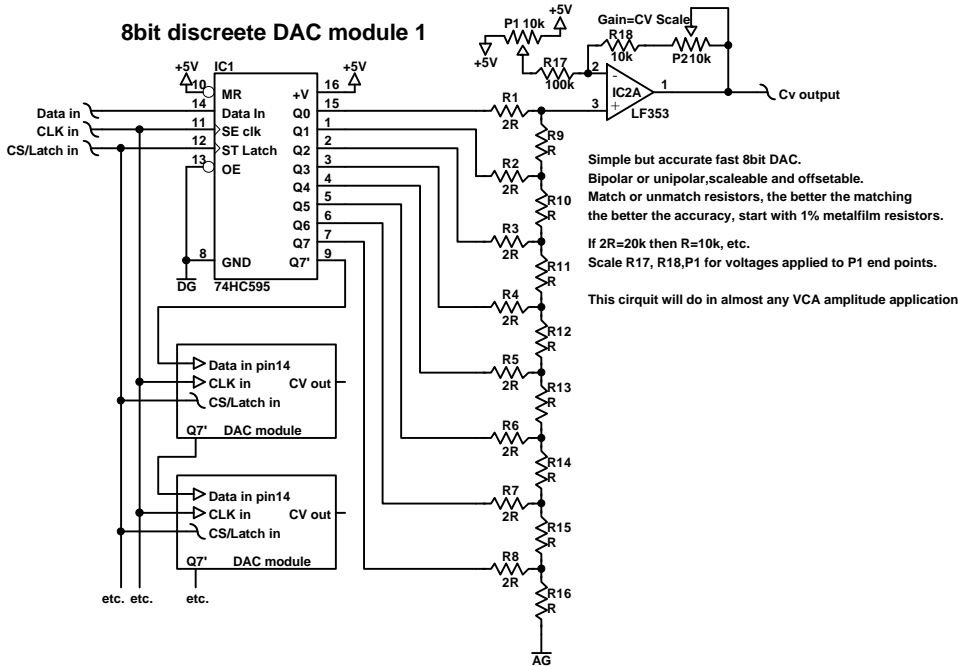 8bit discreete DAC module 1
+5V
IC1
+5V
10
MR
+V
16
Data in
14
Data In
Q0
15
CLK in
11
SE clk
Q1
1
CS/Latch in
12
ST Latch
Q2
2
13
OE
Q3
3
Q4
4
Q5
5
Q6
6
Q7
7
8
GND
Q7'
9
DG
74HC595
+5V
P1 10k
+5V
R17
100k
Gain=CV Scale
R18
10k
P210k
2
-
IC2A
1
3
+
LF353
Cv output
R1
2R
R9
R
R2
2R
R10
R
R3
2R
R11
R
R4
2R
R12
R
R5
2R
R13
R
R6
2R
R14
R
R7
2R
R15
R
R8
2R
R16
R
AG
Simple but accurate fast 8bit DAC.
Bipolar or unipolar,scaleable and offsetable.
Match or unmatch resistors, the better the matching
the better the accuracy, start with 1% metalfilm resistors.
If 2R=20k then R=10k, etc.
Scale R17, R18,P1 for voltages applied to P1 end points.
This cirquit will do in almost any VCA amplitude application
Data in pin14
CLK in
CV out
CS/Latch in
Q7'
DAC module
Data in pin14
CLK in
CV out
CS/Latch in
Q7'
DAC module
etc.
etc.
etc.